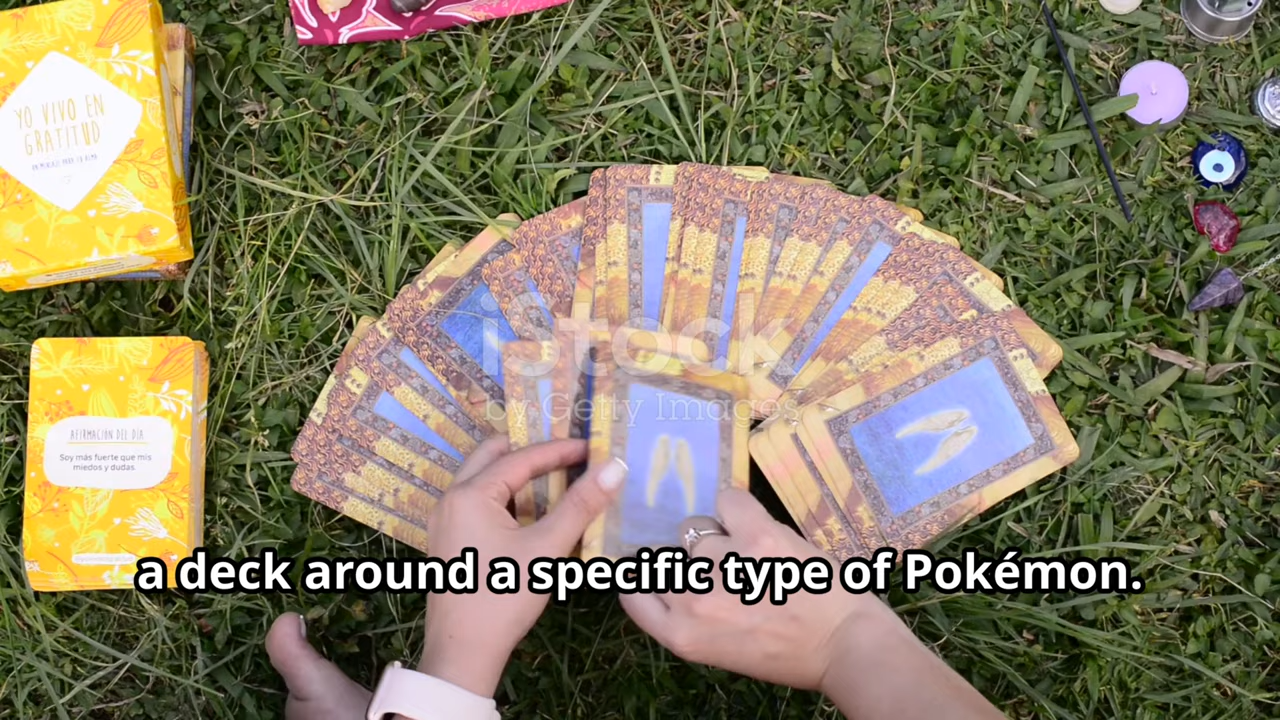 YO VIVO EN
GRATITUD
AFIRMACIÓN DEL DÍA
Soy más fuerte que mis
miedos y dudas.
iStock
by Getty Images
a deck around a specific type of Pokémon.